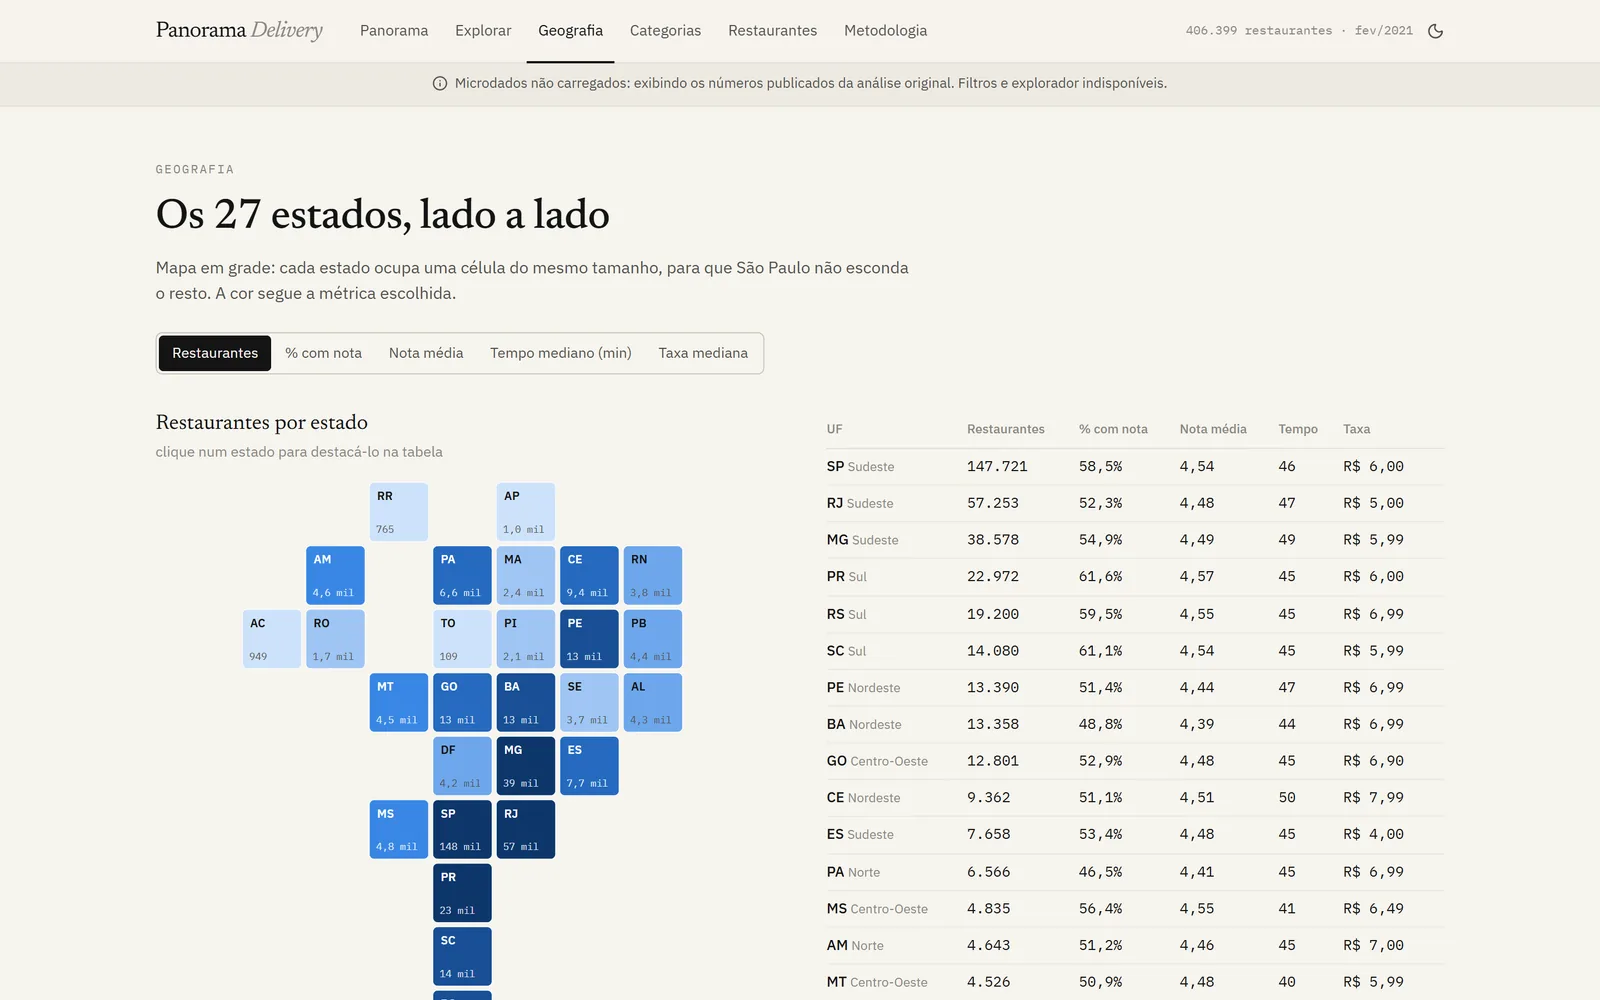 Panorama Delivery
Panorama
Explorar
Geografia
Categorias
Restaurantes
Metodologia
406.399 restaurantes · fev/2021
Microdados não carregados: exibindo os números publicados da análise original. Filtros e explorador indisponíveis.
GEOGRAFIA
Os 27 estados, lado a lado
Mapa em grade: cada estado ocupa uma célula do mesmo tamanho, para que São Paulo não esconda
o resto. A cor segue a métrica escolhida.
Restaurantes
% com nota
Nota média
Tempo mediano (min)
Taxa mediana
Restaurantes por estado
clique num estado para destacá-lo na tabela
RR
765
AP
1,0 mil
AM
4,6 mil
PA
6,6 mil
MA
2,4 mil
CE
9,4 mil
RN
3,8 mil
AC
949
RO
1,7 mil
TO
109
PI
2,1 mil
PE
13 mil
PB
4,4 mil
MT
4,5 mil
GO
13 mil
BA
13 mil
SE
3,7 mil
AL
4,3 mil
DF
4,2 mil
MG
39 mil
ES
7,7 mil
MS
4,8 mil
SP
148 mil
RJ
57 mil
PR
23 mil
SC
14 mil
UF Restaurantes % com nota Nota média Tempo Taxa
SP Sudeste 147.721 58,5% 4,54 46 R$ 6,00
RJ Sudeste 57.253 52,3% 4,48 47 R$ 5,00
MG Sudeste 38.578 54,9% 4,49 49 R$ 5,99
PR Sul 22.972 61,6% 4,57 45 R$ 6,00
RS Sul 19.200 59,5% 4,55 45 R$ 6,99
SC Sul 14.080 61,1% 4,54 45 R$ 5,99
PE Nordeste 13.390 51,4% 4,44 47 R$ 6,99
BA Nordeste 13.358 48,8% 4,39 44 R$ 6,99
GO Centro-Oeste 12.801 52,9% 4,48 45 R$ 6,90
CE Nordeste 9.362 51,1% 4,51 50 R$ 7,99
ES Sudeste 7.658 53,4% 4,48 45 R$ 4,00
PA Norte 6.566 46,5% 4,41 45 R$ 6,99
MS Centro-Oeste 4.835 56,4% 4,55 41 R$ 6,49
AM Norte 4.643 51,2% 4,46 45 R$ 7,00
MT Centro-Oeste 4.526 50,9% 4,48 40 R$ 5,99